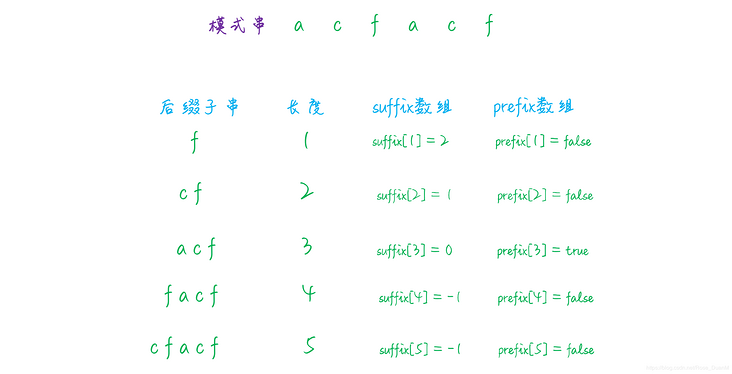 模式串 a c f a c f
后缀子串 长度 suffix数组 prefix数组
f 1 suffix[1] = 2 prefix[1] = false
cf 2 suffix[2] = 1 prefix[2] = false
acf 3 suffix[3] = 0 prefix[3] = true
facf 4 suffix[4] = -1 prefix[4] = false
cfacf 5 suffix[5] = -1 prefix[5] = false